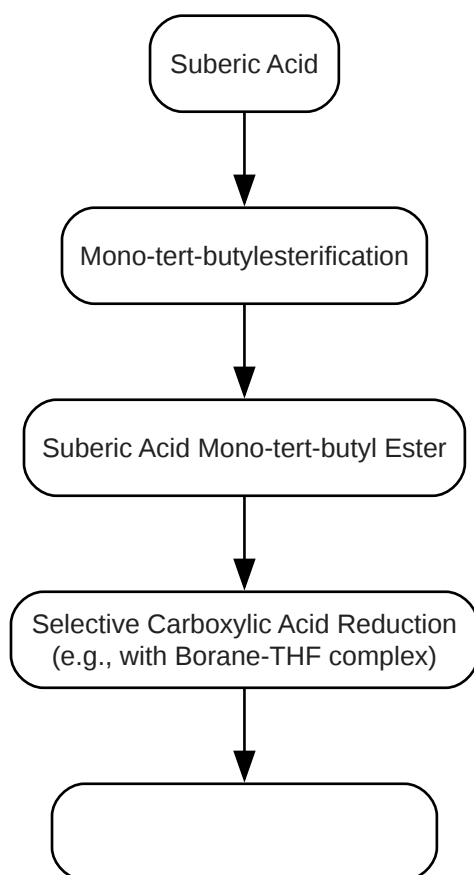 Suberic Acid
Mono-tert-butylesterification
Suberic Acid Mono-tert-butyl Ester
Selective Carboxylic Acid Reduction
(e.g., with Borane-THF complex)